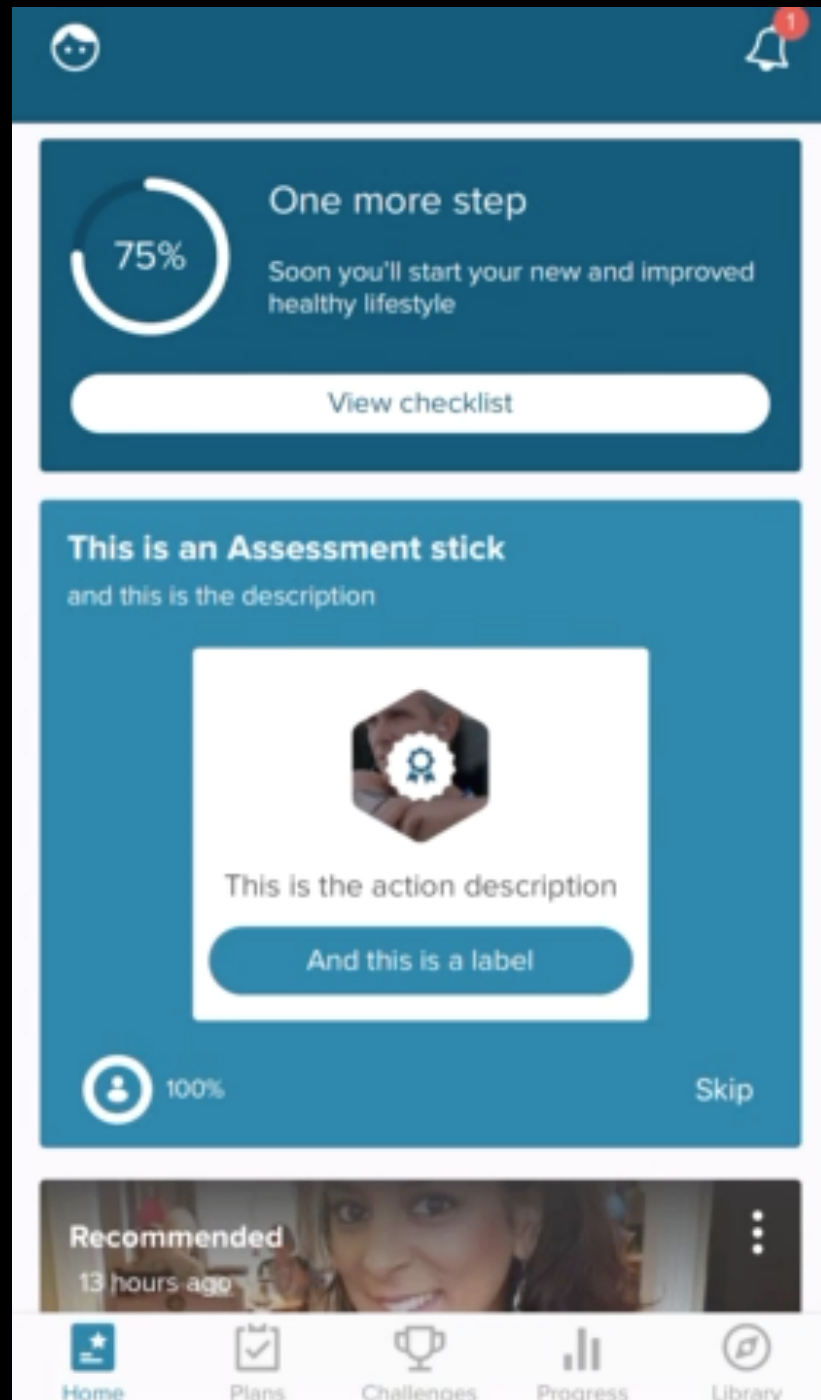 1
75%
One more step
Soon you'll start your new and improved
healthy lifestyle
View checklist
This is an Assessment stick
and this is the description
This is the action description
And this is a label
100%
Skip
Recommended
13 hours ago
Home
Plans
Challenges
Progress
Library